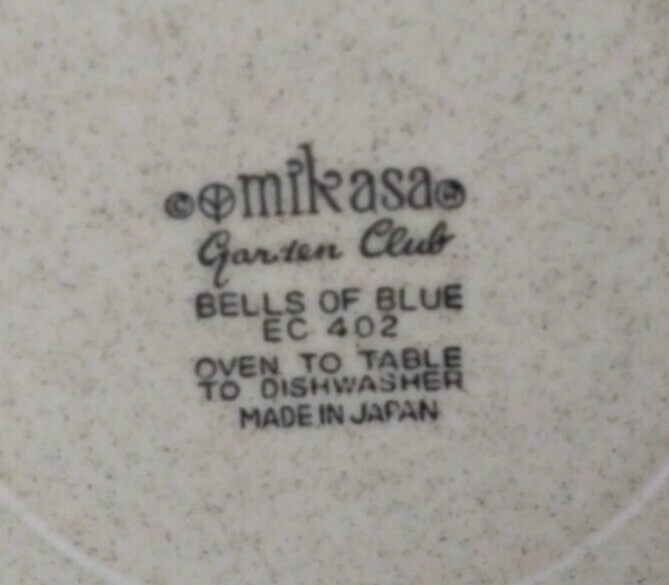 © mikasa ®
Garden Club
BELLS OF BLUE
EC 402
OVEN TO TABLE
TO DISHWASHER
MADE IN JAPAN